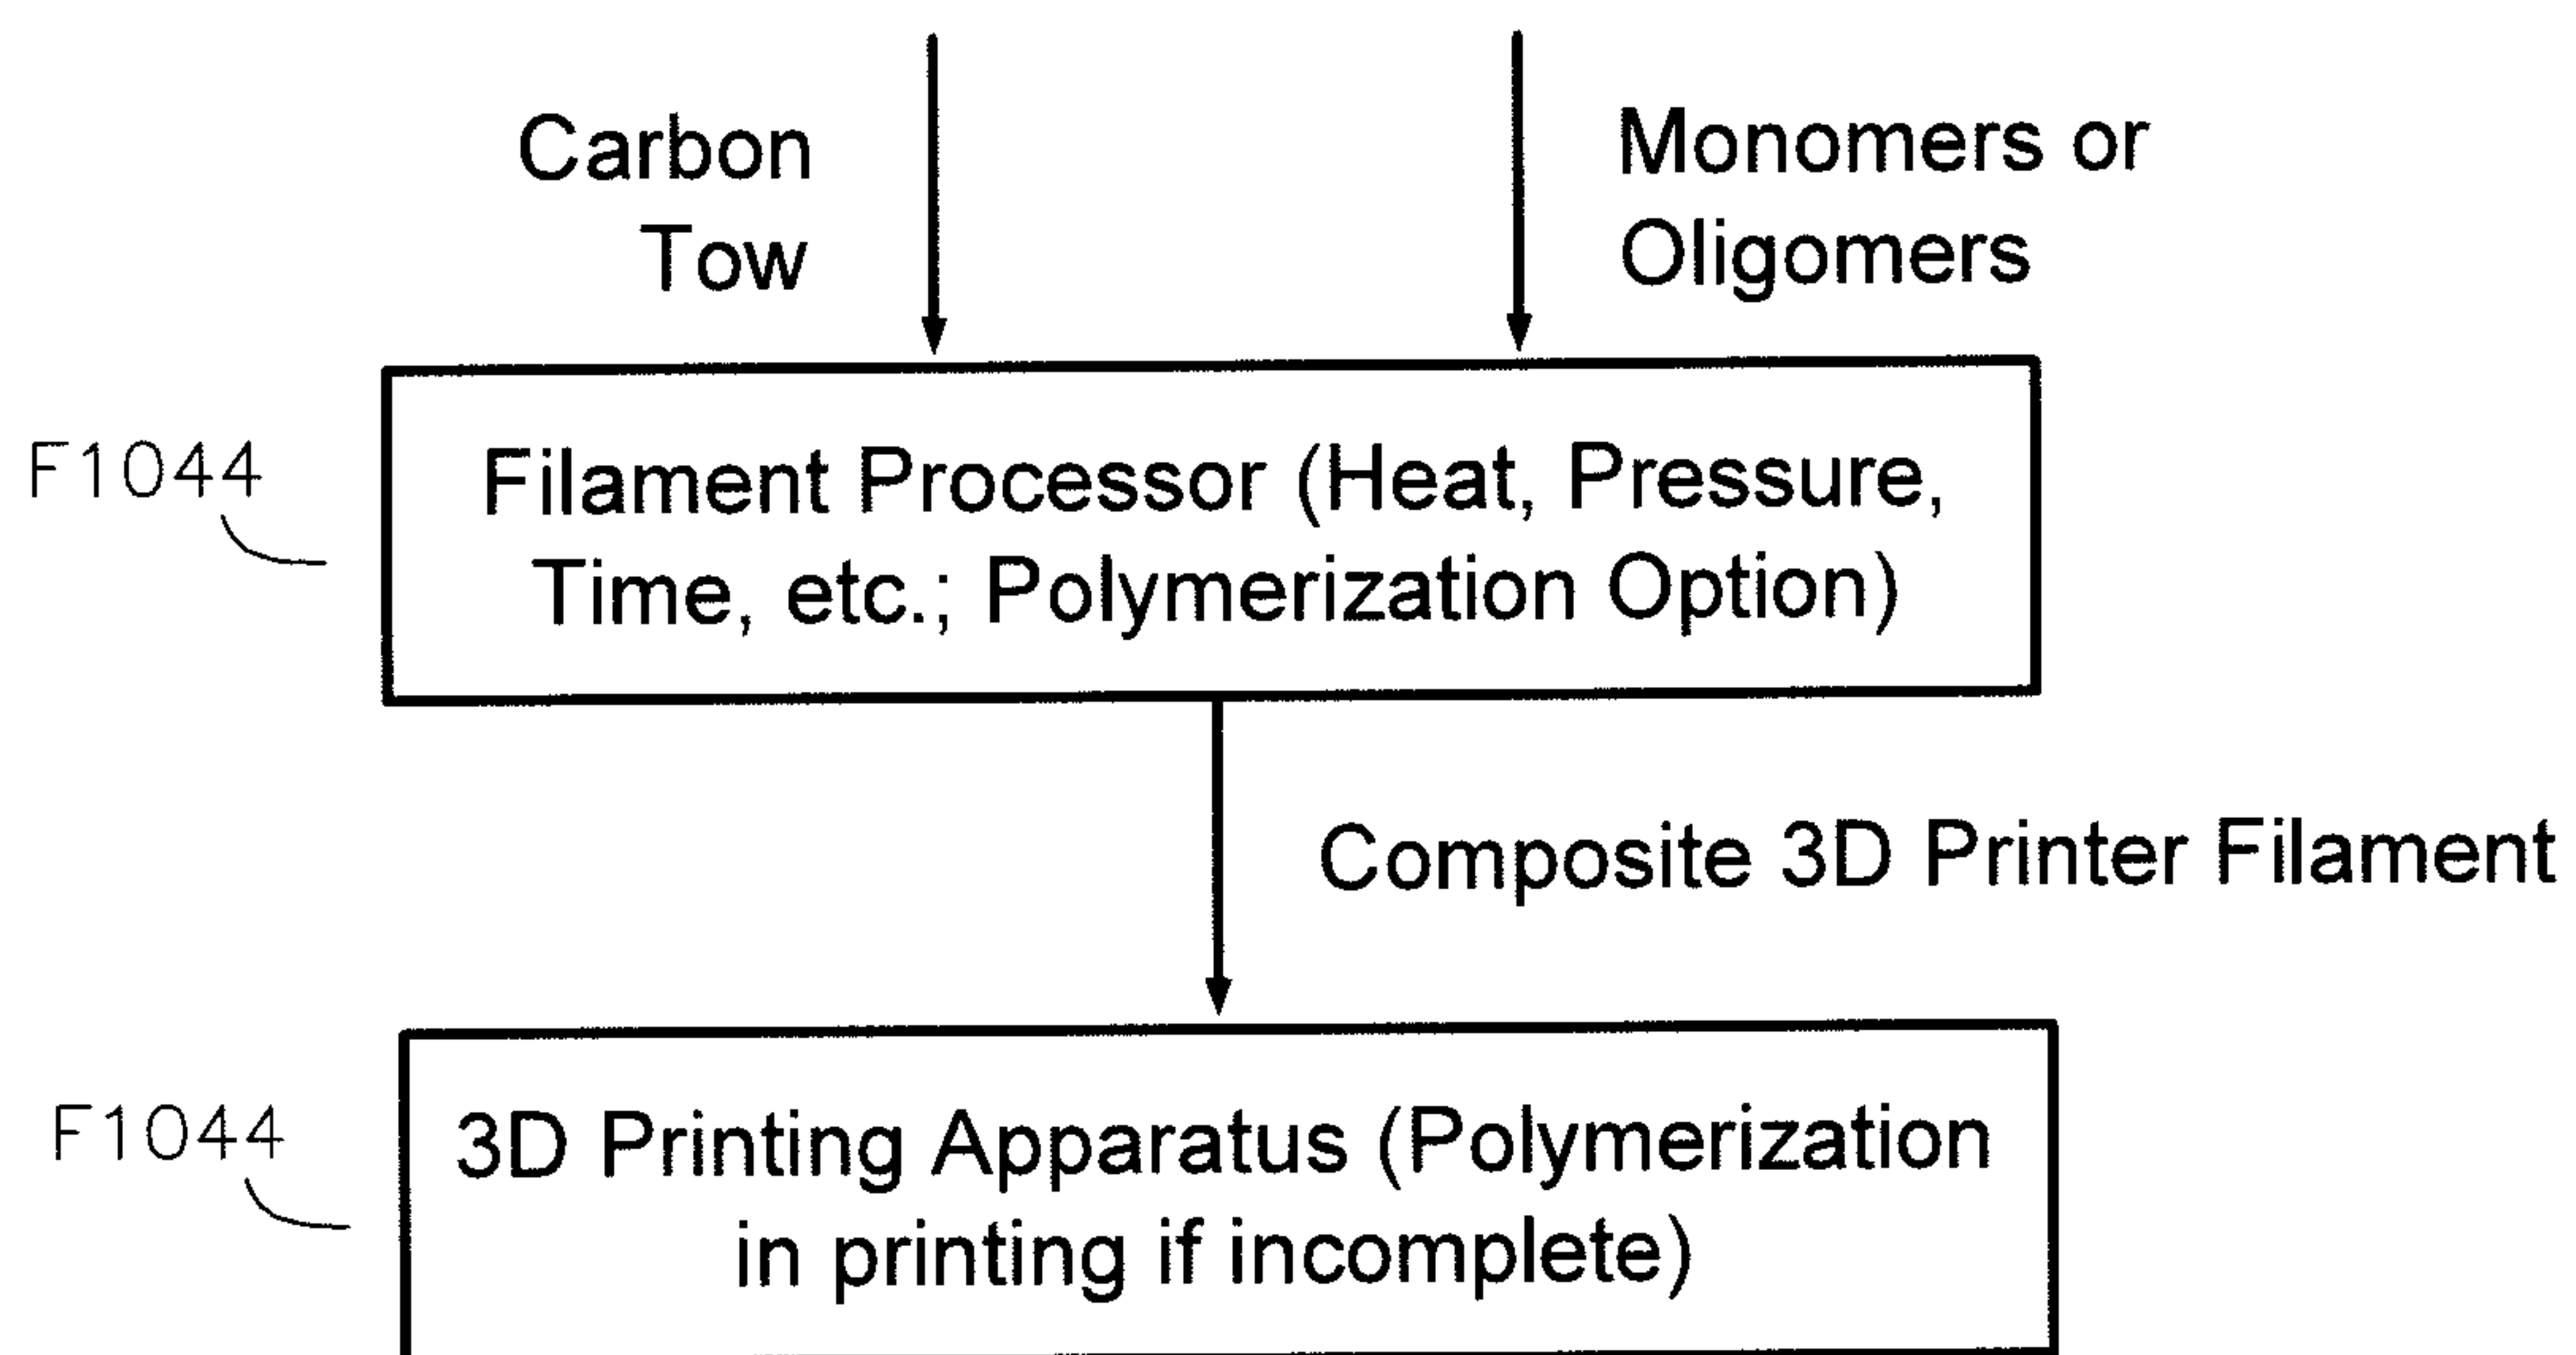 Carbon
Tow
Monomers or
Oligomers
F1044
Filament Processor (Heat, Pressure,
Time, etc.; Polymerization Option)
Composite 3D Printer Filament
F1044
3D Printing Apparatus (Polymerization
in printing if incomplete)